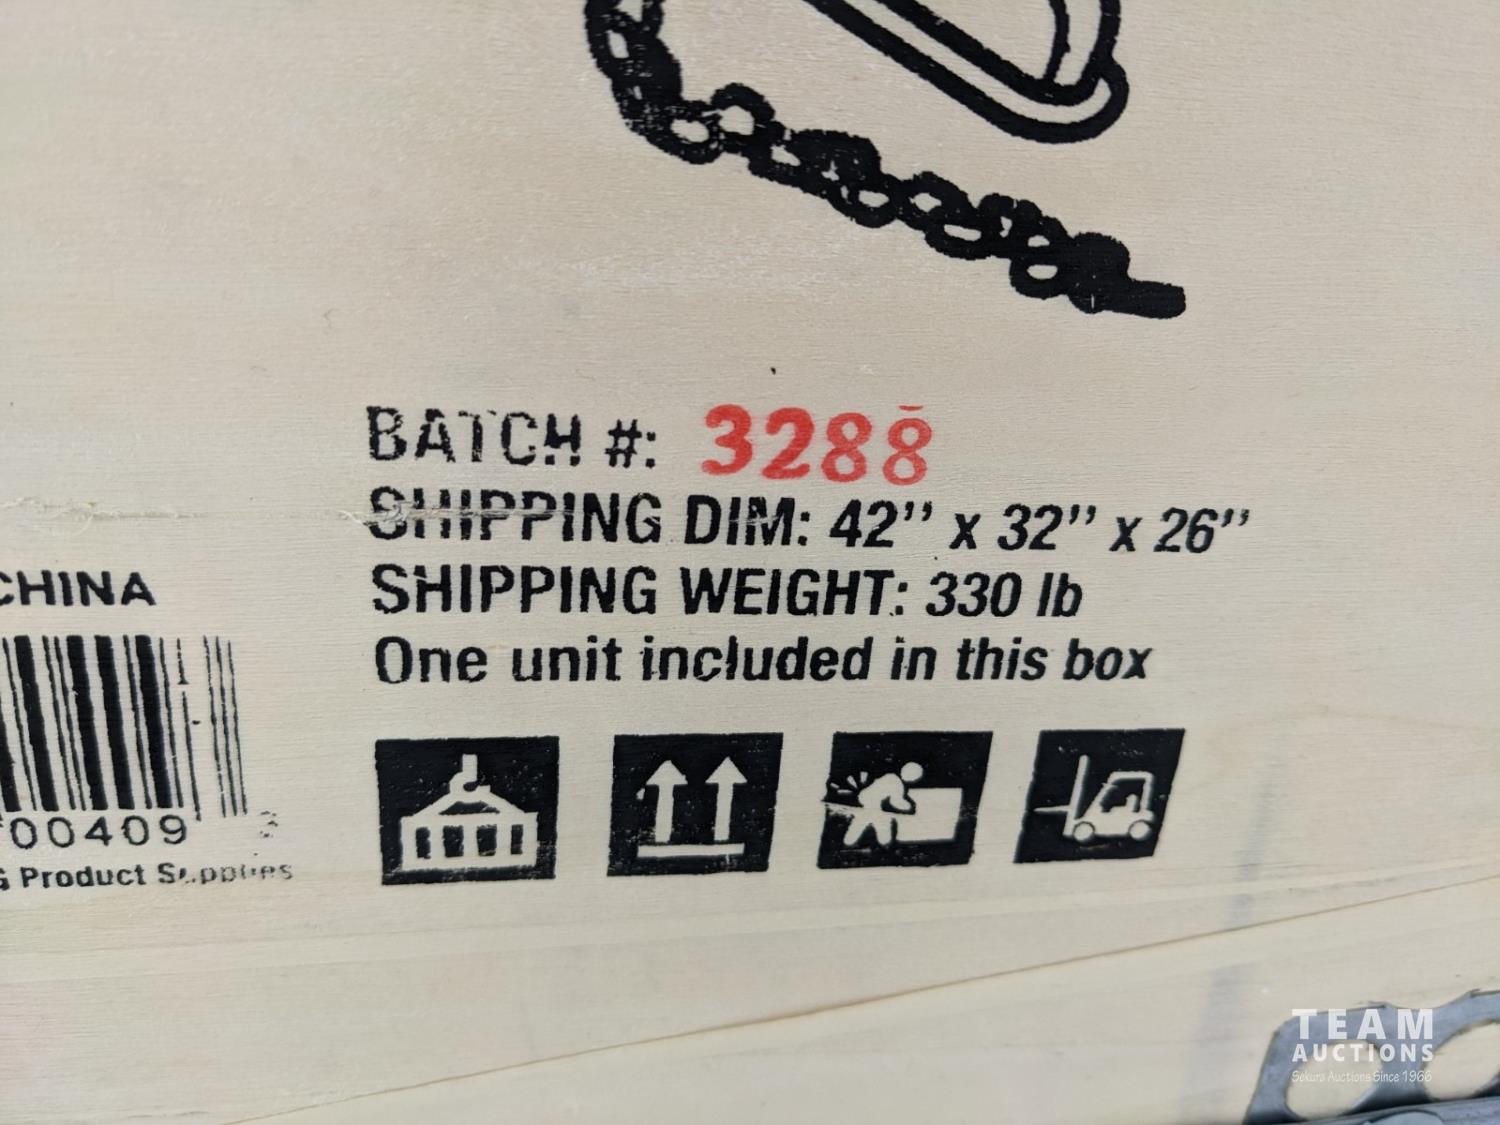 BATCH #: 3288
SHIPPING DIM: 42" x 32" x 26"
SHIPPING WEIGHT: 330 lb
One unit included in this box
CHINA
00409
Product Supplies
TEAM
AUCTIONS
Sekura Auctions Since 1966